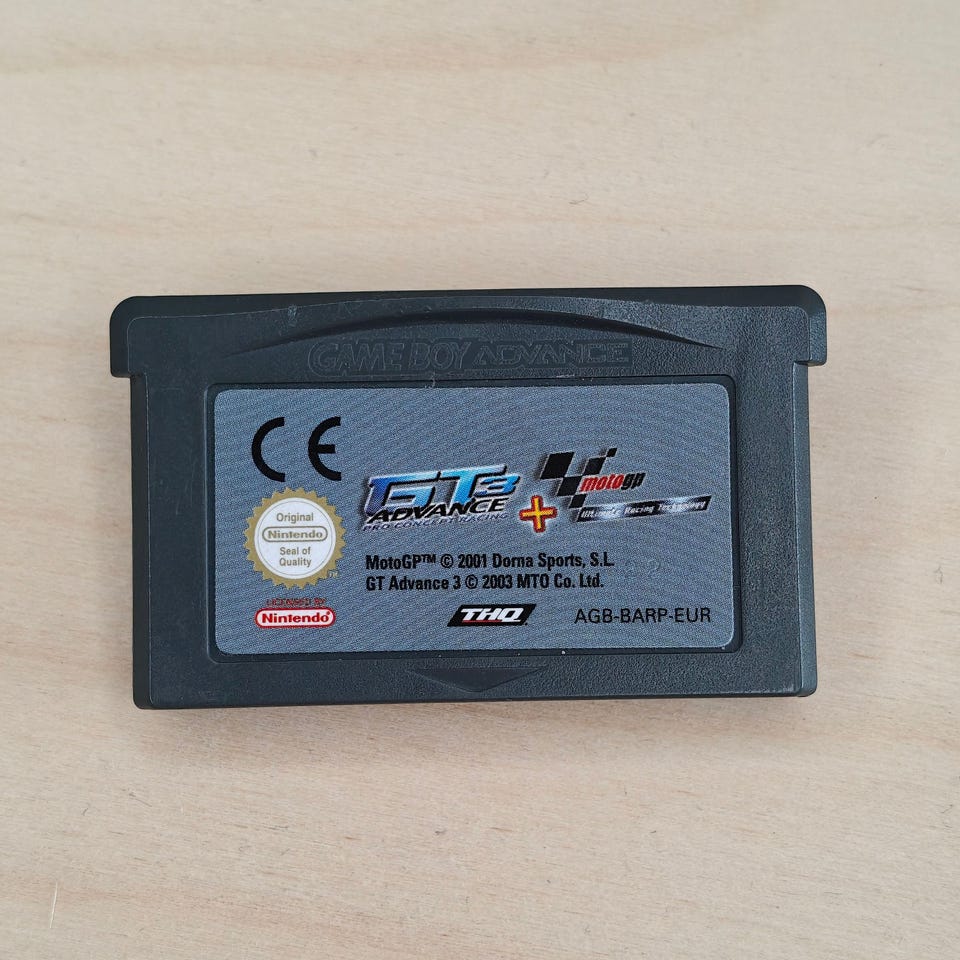 GAME BOY ADVANCE
CE
Original
Nintendo
Seal of
Quality
TM
GT3
ADVANCE
PRO CONCEPT RACING
+
motogp
Ultimate Racing Technology
MotoGP™ © 2001 Dorna Sports, S.L.
GT Advance 3 © 2003 MTO Co. Ltd.
LICENSED BY
Nintendo
THQ
AGB-BARP-EUR